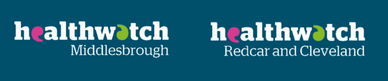 healthwatch
Middlesbrough
healthwatch
Redcar and Cleveland